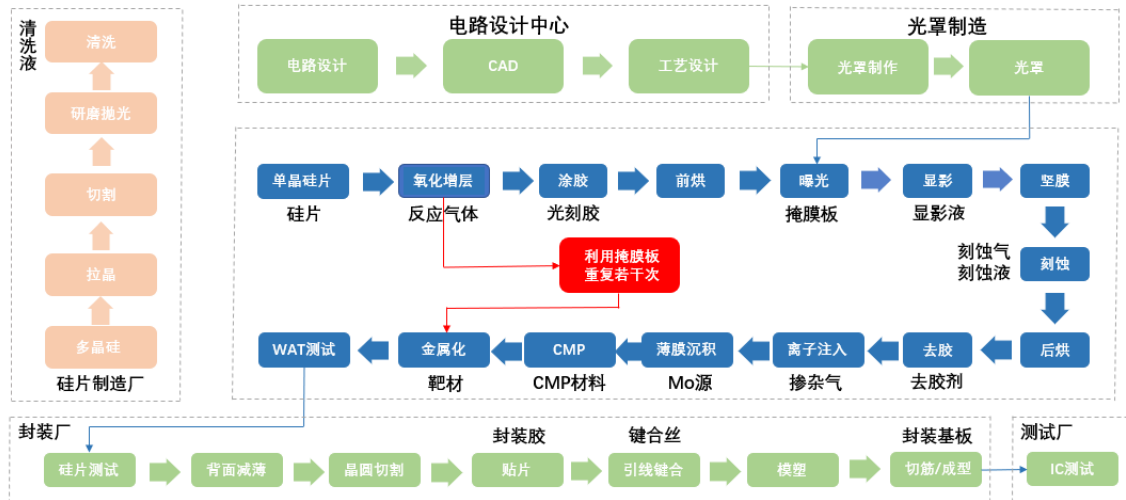 清洗液
清洗
研磨抛光
切割
拉晶
多晶硅
硅片制造厂
电路设计中心
电路设计
CAD
工艺设计
光罩制造
光罩制作
光罩
单晶硅片
氧化增层
涂胶
前烘
曝光
显影
坚膜
硅片
反应气体
光刻胶
掩膜板
显影液
利用掩膜板
重复若干次
刻蚀气
刻蚀液
刻蚀
WAT测试
金属化
CMP
薄膜沉积
离子注入
去胶
后烘
靶材
CMP材料
Mo源
掺杂气
去胶剂
封装厂
封装胶
键合丝
封装基板
测试厂
硅片测试
背面减薄
晶圆切割
贴片
引线键合
模塑
切筋/成型
IC测试